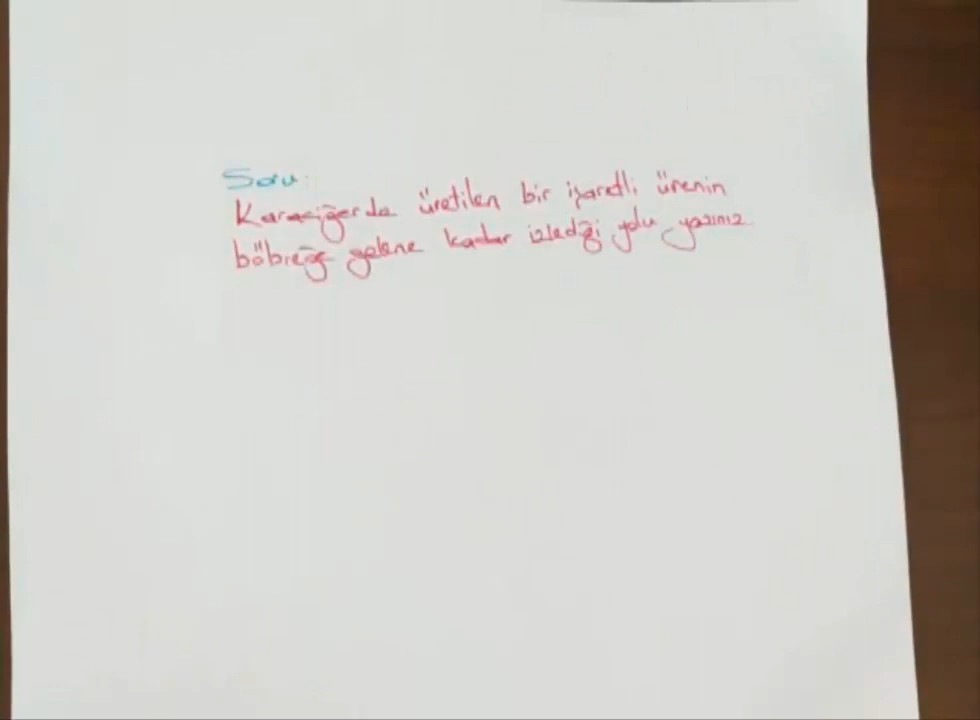 Soru:
Karaciğerde üretilen bir işaretli ürenin
böbreğe gelene kadar izlediği yolu yazınız.